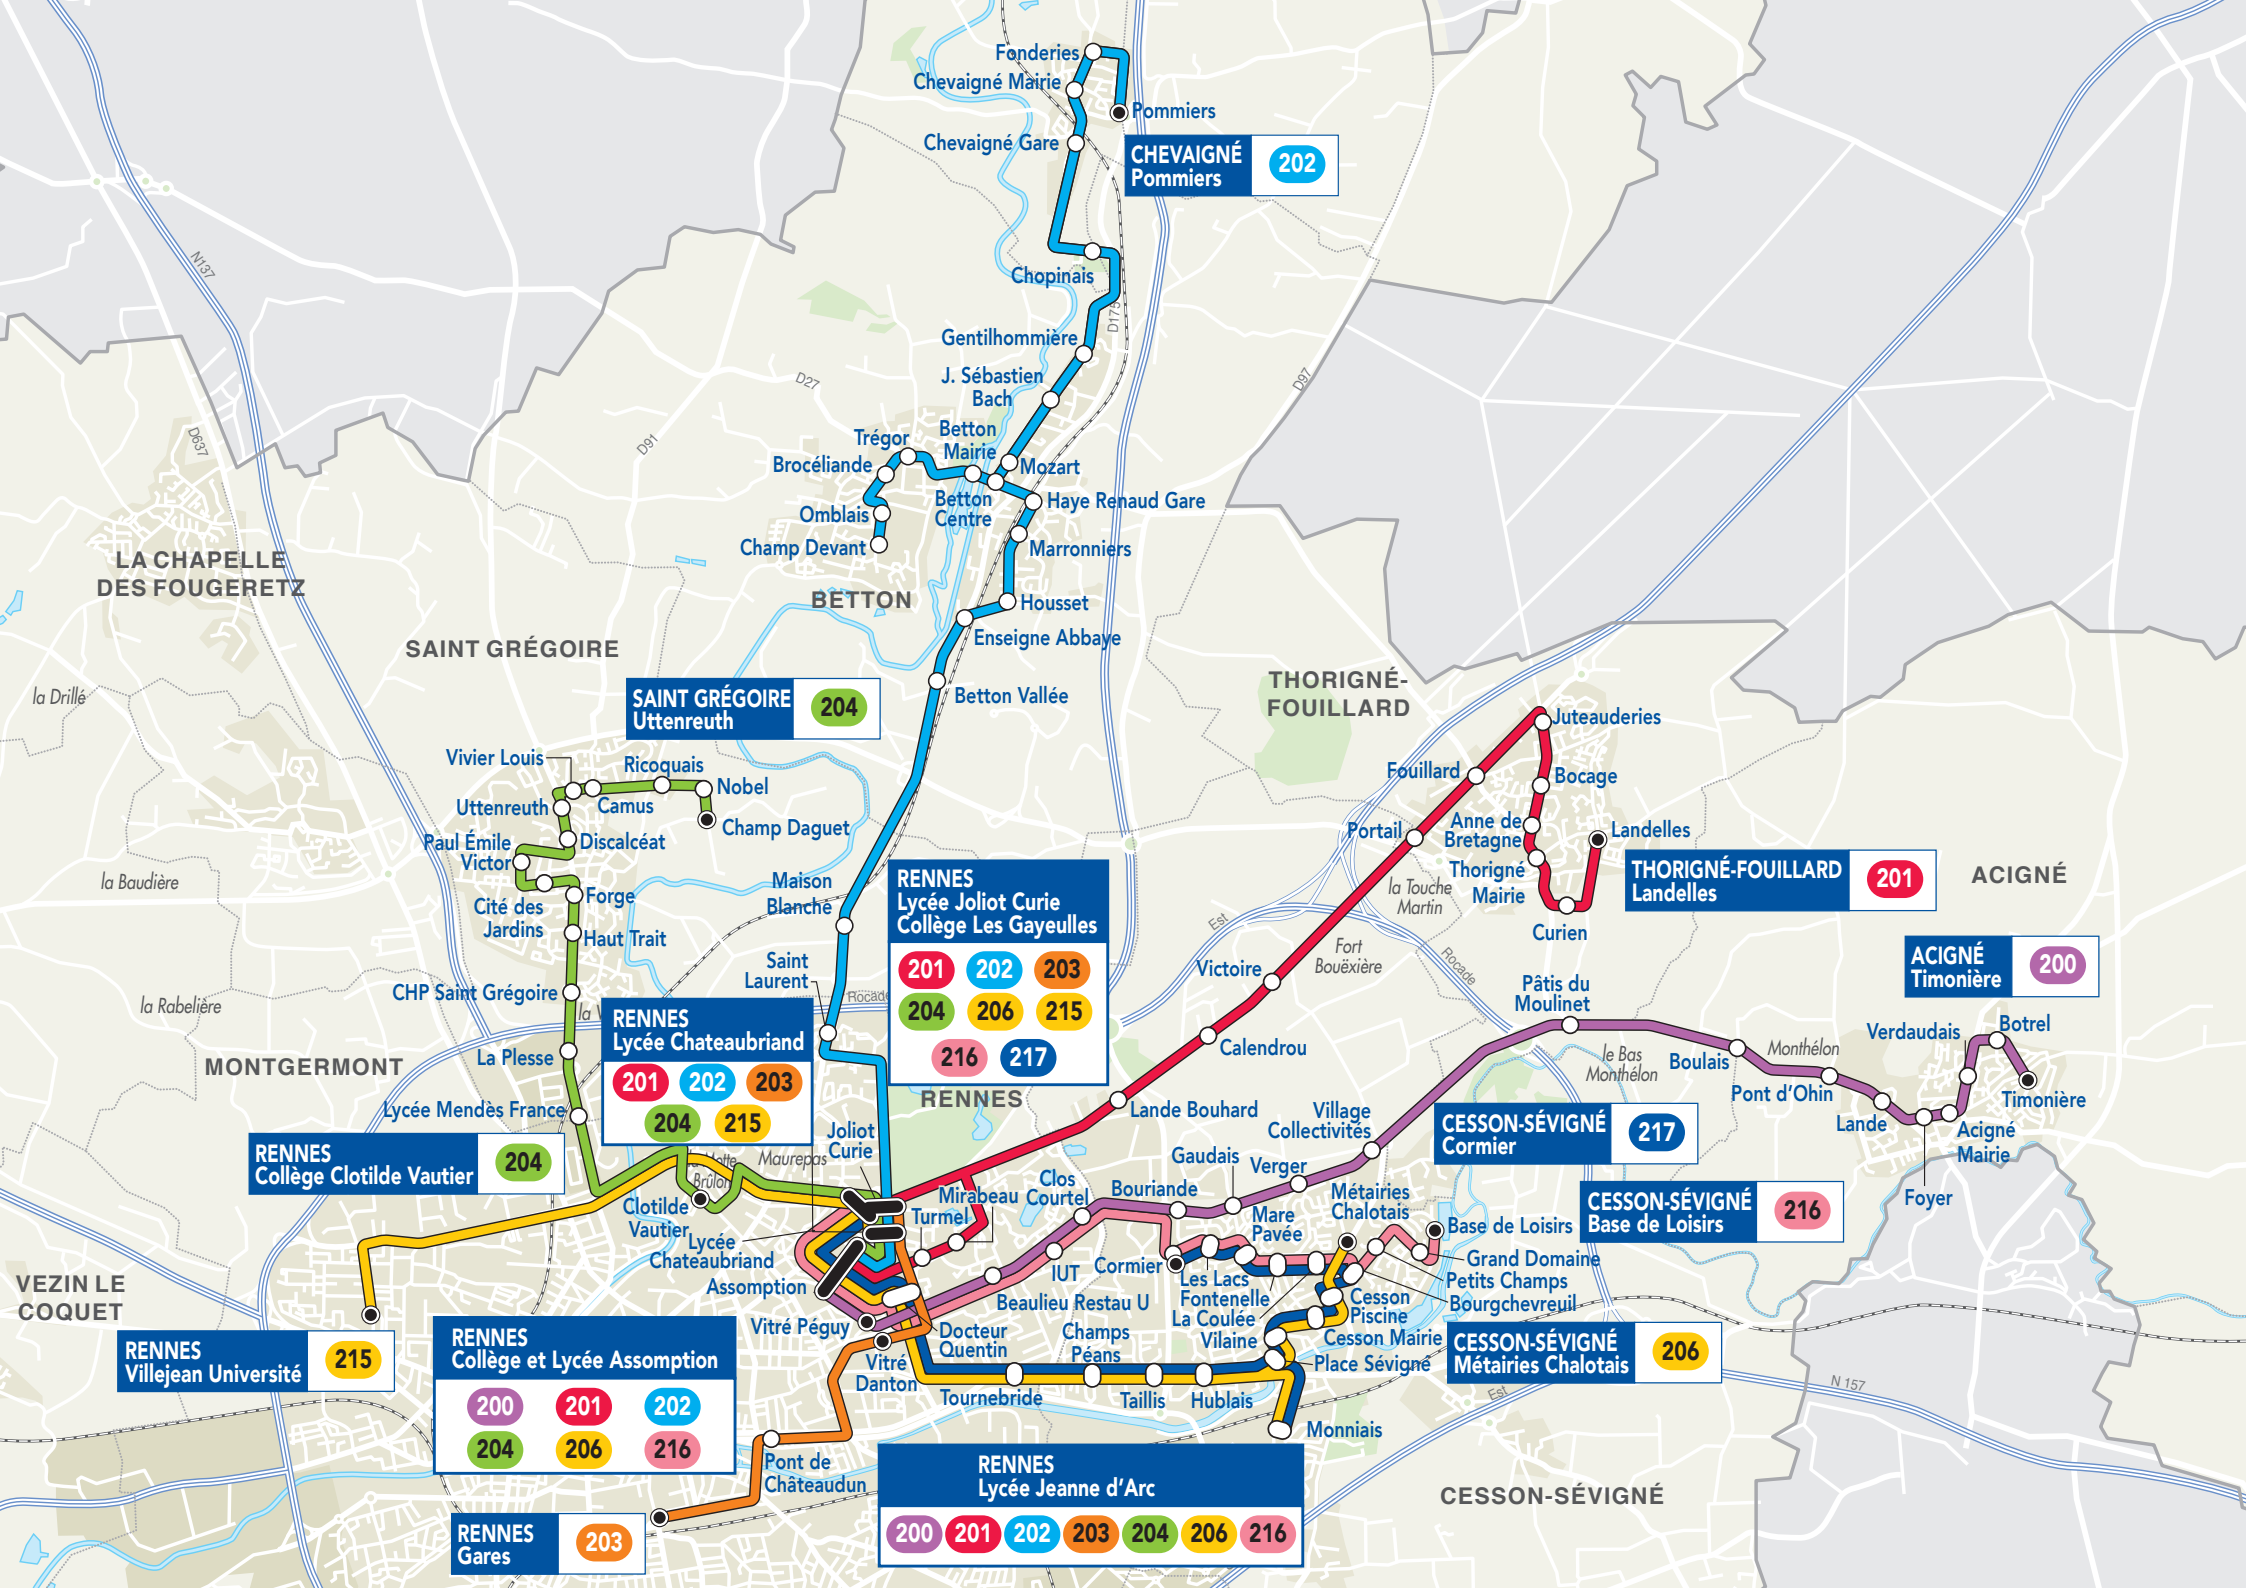 Fonderies
Chevaigné Mairie
Pommiers
Chevaigné Gare
CHEVAIGNÉ
Pommiers
202
N137
Chopinais
D175
Gentilhommière
D27
J. Sébastien
Bach
D97
D637
D91
Trégor
Betton
Mairie
Brocéliande
Mozart
Betton
Centre
Haye Renaud Gare
Omblais
Champ Devant
Marronniers
LA CHAPELLE
DES FOUGERETZ
BETTON
Housset
Enseigne Abbaye
SAINT GRÉGOIRE
la Drillé
Betton Vallée
THORIGNÉ-
FOUILLARD
SAINT GRÉGOIRE
Uttenreuth
204
Juteauderies
Vivier Louis
Ricoquais
Nobel
Fouillard
Bocage
Uttenreuth
Camus
Champ Daguet
Portail
Anne de
Bretagne
Landelles
Paul Émile
Victor
Discalcéat
Thorigné
Mairie
THORIGNÉ-FOUILLARD
Landelles
201
ACIGNÉ
la Baudière
la Touche
Martin
Maison
Blanche
Forge
Cité des
Jardins
Haut Trait
Curien
RENNES
Lycée Joliot Curie
Collège Les Gayeulles
201
202
203
204
206
215
216
217
Est
Fort
Bouëxière
Rocade
ACIGNÉ
Timonière
200
Saint
Laurent
Victoire
CHP Saint Grégoire
Rocade
Pâtis du
Moulinet
la Rabelière
la V
RENNES
Lycée Chateaubriand
201
202
203
204
215
Verdaudais
Botrel
Calendrou
MONTGERMONT
La Plesse
le Bas
Monthélon
Boulais
Monthélon
RENNES
Lycée Mendès France
Lande Bouhard
Pont d'Ohin
Timonière
Village
Collectivités
CESSON-SÉVIGNÉ
Cormier
217
Lande
Acigné
Mairie
Foyer
Joliot
Curie
RENNES
Collège Clotilde Vautier
204
la Motte
Brûlon
Maurepas
Gaudais
Verger
Clos
Courtel
Bouriande
Mirabeau
Turmel
Métairies
Chalotais
CESSON-SÉVIGNÉ
Base de Loisirs
216
Clotilde
Vautier
Mare
Pavée
Base de Loisirs
Lycée
Chateaubriand
Grand Domaine
Assomption
IUT
Cormier
Les Lacs
Petits Champs
VEZIN LE
COQUET
Beaulieu Restau U
Fontenelle
Cesson
Piscine
Bourgchevreuil
Vitré Péguy
Docteur
Quentin
Champs
Péans
La Coulée
Vilaine
Cesson Mairie
RENNES
Villejean Université
215
RENNES
Collège et Lycée Assomption
200
201
202
204
206
216
Vitré
Danton
Place Sévigné
CESSON-SÉVIGNÉ
Métairies Chalotais
206
Tournebride
Taillis
Hublais
Est
N 157
Monniais
Pont de
Châteaudun
RENNES
Lycée Jeanne d'Arc
200
201
202
203
204
206
216
CESSON-SÉVIGNÉ
RENNES
Gares
203